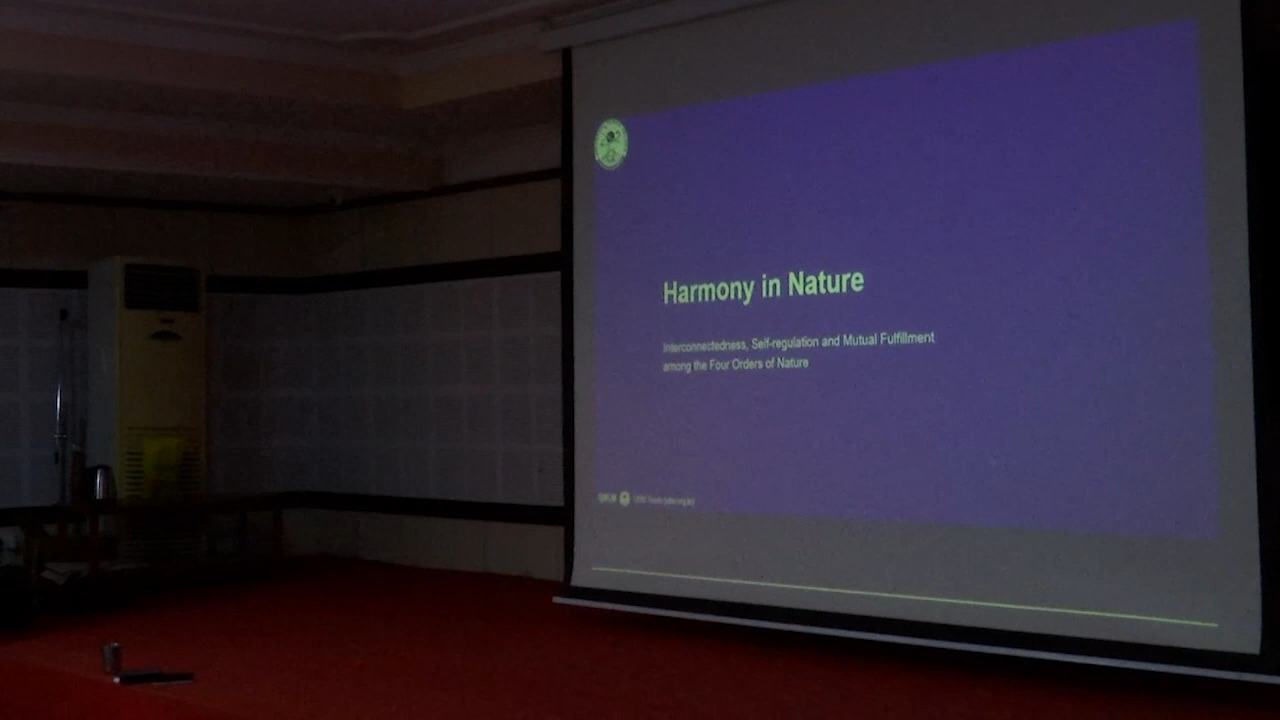 Harmony in Nature
Interconnectedness, Self-regulation and Mutual Fulfillment
among the Four Orders of Nature